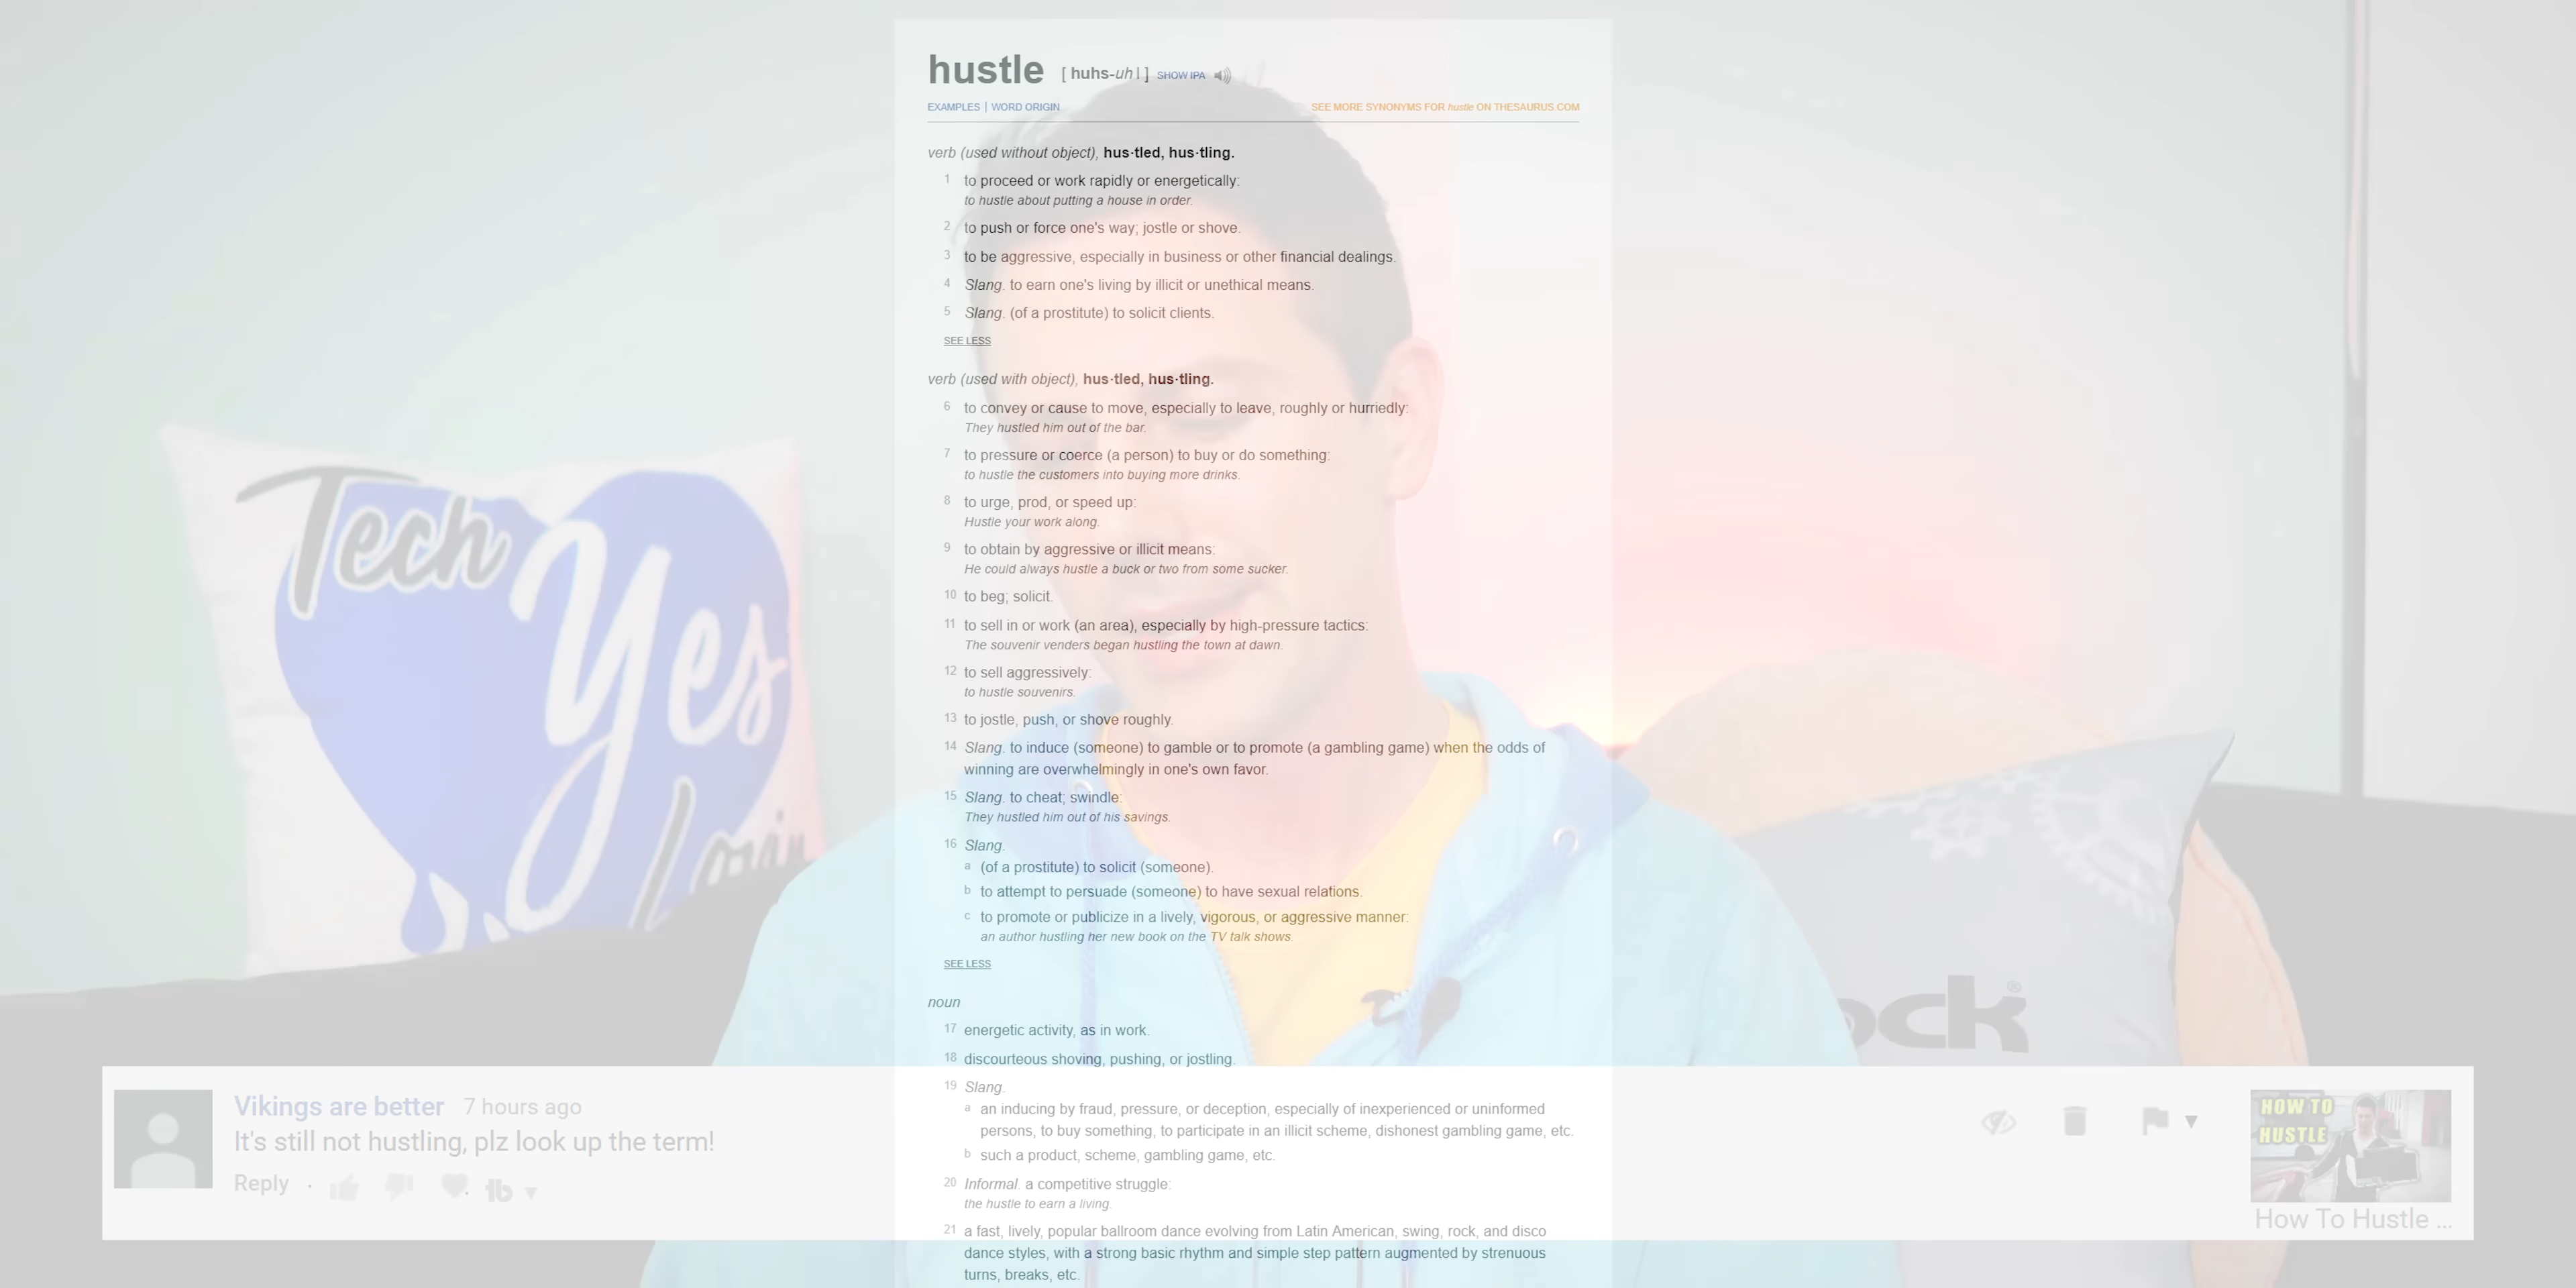 hustle [ huhs-uhl ] SHOW IPA
EXAMPLES | WORD ORIGIN SEE MORE SYNONYMS FOR hustle ON THESAURUS.COM
verb (used without object), hus·tled, hus·tling.
1 to proceed or work rapidly or energetically:
to hustle about putting a house in order.
2 to push or force one's way; jostle or shove.
3 to be aggressive, especially in business or other financial dealings.
4 Slang. to earn one's living by illicit or unethical means.
5 Slang. (of a prostitute) to solicit clients.
SEE LESS
verb (used with object), hus·tled, hus·tling.
6 to convey or cause to move, especially to leave, roughly or hurriedly:
They hustled him out of the bar.
7 to pressure or coerce (a person) to buy or do something:
to hustle the customers into buying more drinks.
8 to urge, prod, or speed up:
Hustle your work along.
9 to obtain by aggressive or illicit means:
He could always hustle a buck or two from some sucker.
10 to beg; solicit.
11 to sell in or work (an area), especially by high-pressure tactics:
The souvenir venders began hustling the town at dawn.
12 to sell aggressively:
to hustle souvenirs.
13 to jostle, push, or shove roughly.
14 Slang. to induce (someone) to gamble or to promote (a gambling game) when the odds of
winning are overwhelmingly in one's own favor.
15 Slang. to cheat; swindle:
They hustled him out of his savings.
16 Slang.
a (of a prostitute) to solicit (someone).
b to attempt to persuade (someone) to have sexual relations.
c to promote or publicize in a lively, vigorous, or aggressive manner:
an author hustling her new book on the TV talk shows.
SEE LESS
noun
17 energetic activity, as in work.
18 discourteous shoving, pushing, or jostling.
19 Slang.
a an inducing by fraud, pressure, or deception, especially of inexperienced or uninformed
persons, to buy something, to participate in an illicit scheme, dishonest gambling game, etc.
b such a product, scheme, gambling game, etc.
20 Informal. a competitive struggle:
the hustle to earn a living.
21 a fast, lively, popular ballroom dance evolving from Latin American, swing, rock, and disco
dance styles, with a strong basic rhythm and simple step pattern augmented by strenuous
turns, breaks, etc.
Tech
Yes
Lovin
ock®
Vikings are better 7 hours ago
It's still not hustling, plz look up the term!
Reply
HOW TO
HUSTLE
How To Hustle ...